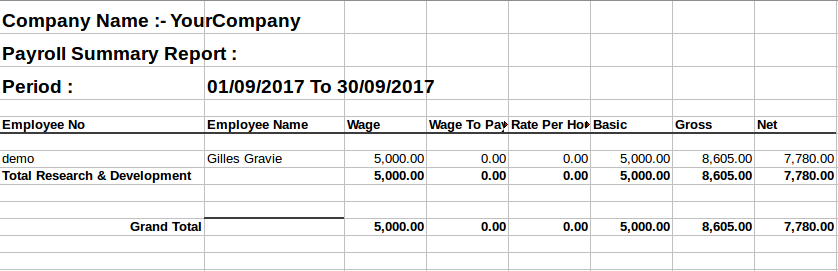 Company Name :- YourCompany
Payroll Summary Report :
Period : 01/09/2017 To 30/09/2017
Employee No Employee Name Wage Wage To Pay Rate Per Ho Basic Gross Net
demo Gilles Gravie 5,000.00 0.00 0.00 5,000.00 8,605.00 7,780.00
Total Research & Development 5,000.00 0.00 0.00 5,000.00 8,605.00 7,780.00
Grand Total 5,000.00 0.00 0.00 5,000.00 8,605.00 7,780.00